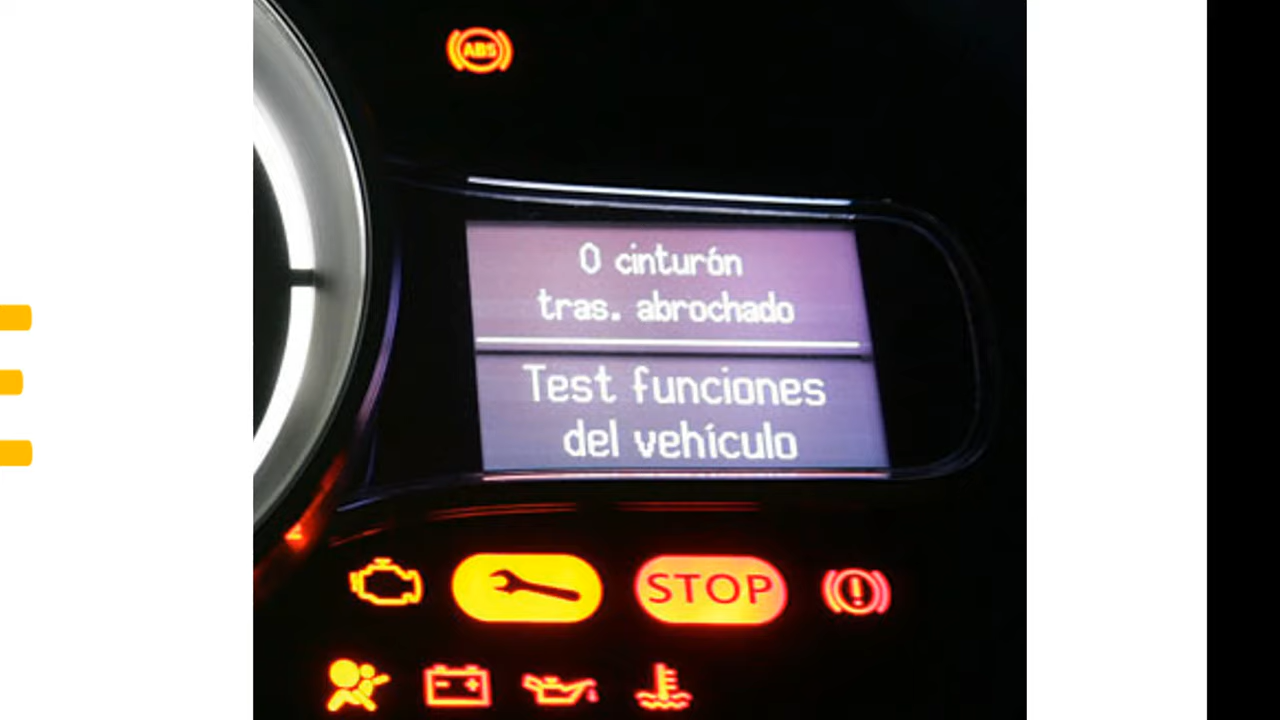 ABS
0 cinturón
tras. abrochado
Test funciones
del vehículo
STOP